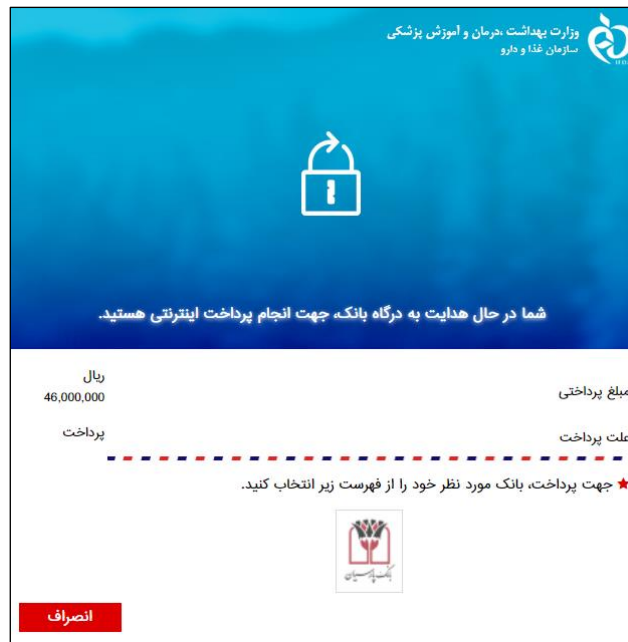 وزارت بهداشت ،درمان و آموزش پزشکی
سازمان غذا و دارو
شما در حال هدایت به درگاه بانک، جهت انجام پرداخت اینترنتی هستید.
مبلغ پرداختی
ریال
46,000,000
علت پرداخت
پرداخت
★ جهت پرداخت، بانک مورد نظر خود را از فهرست زیر انتخاب کنید.
بانک پارسیان
انصراف